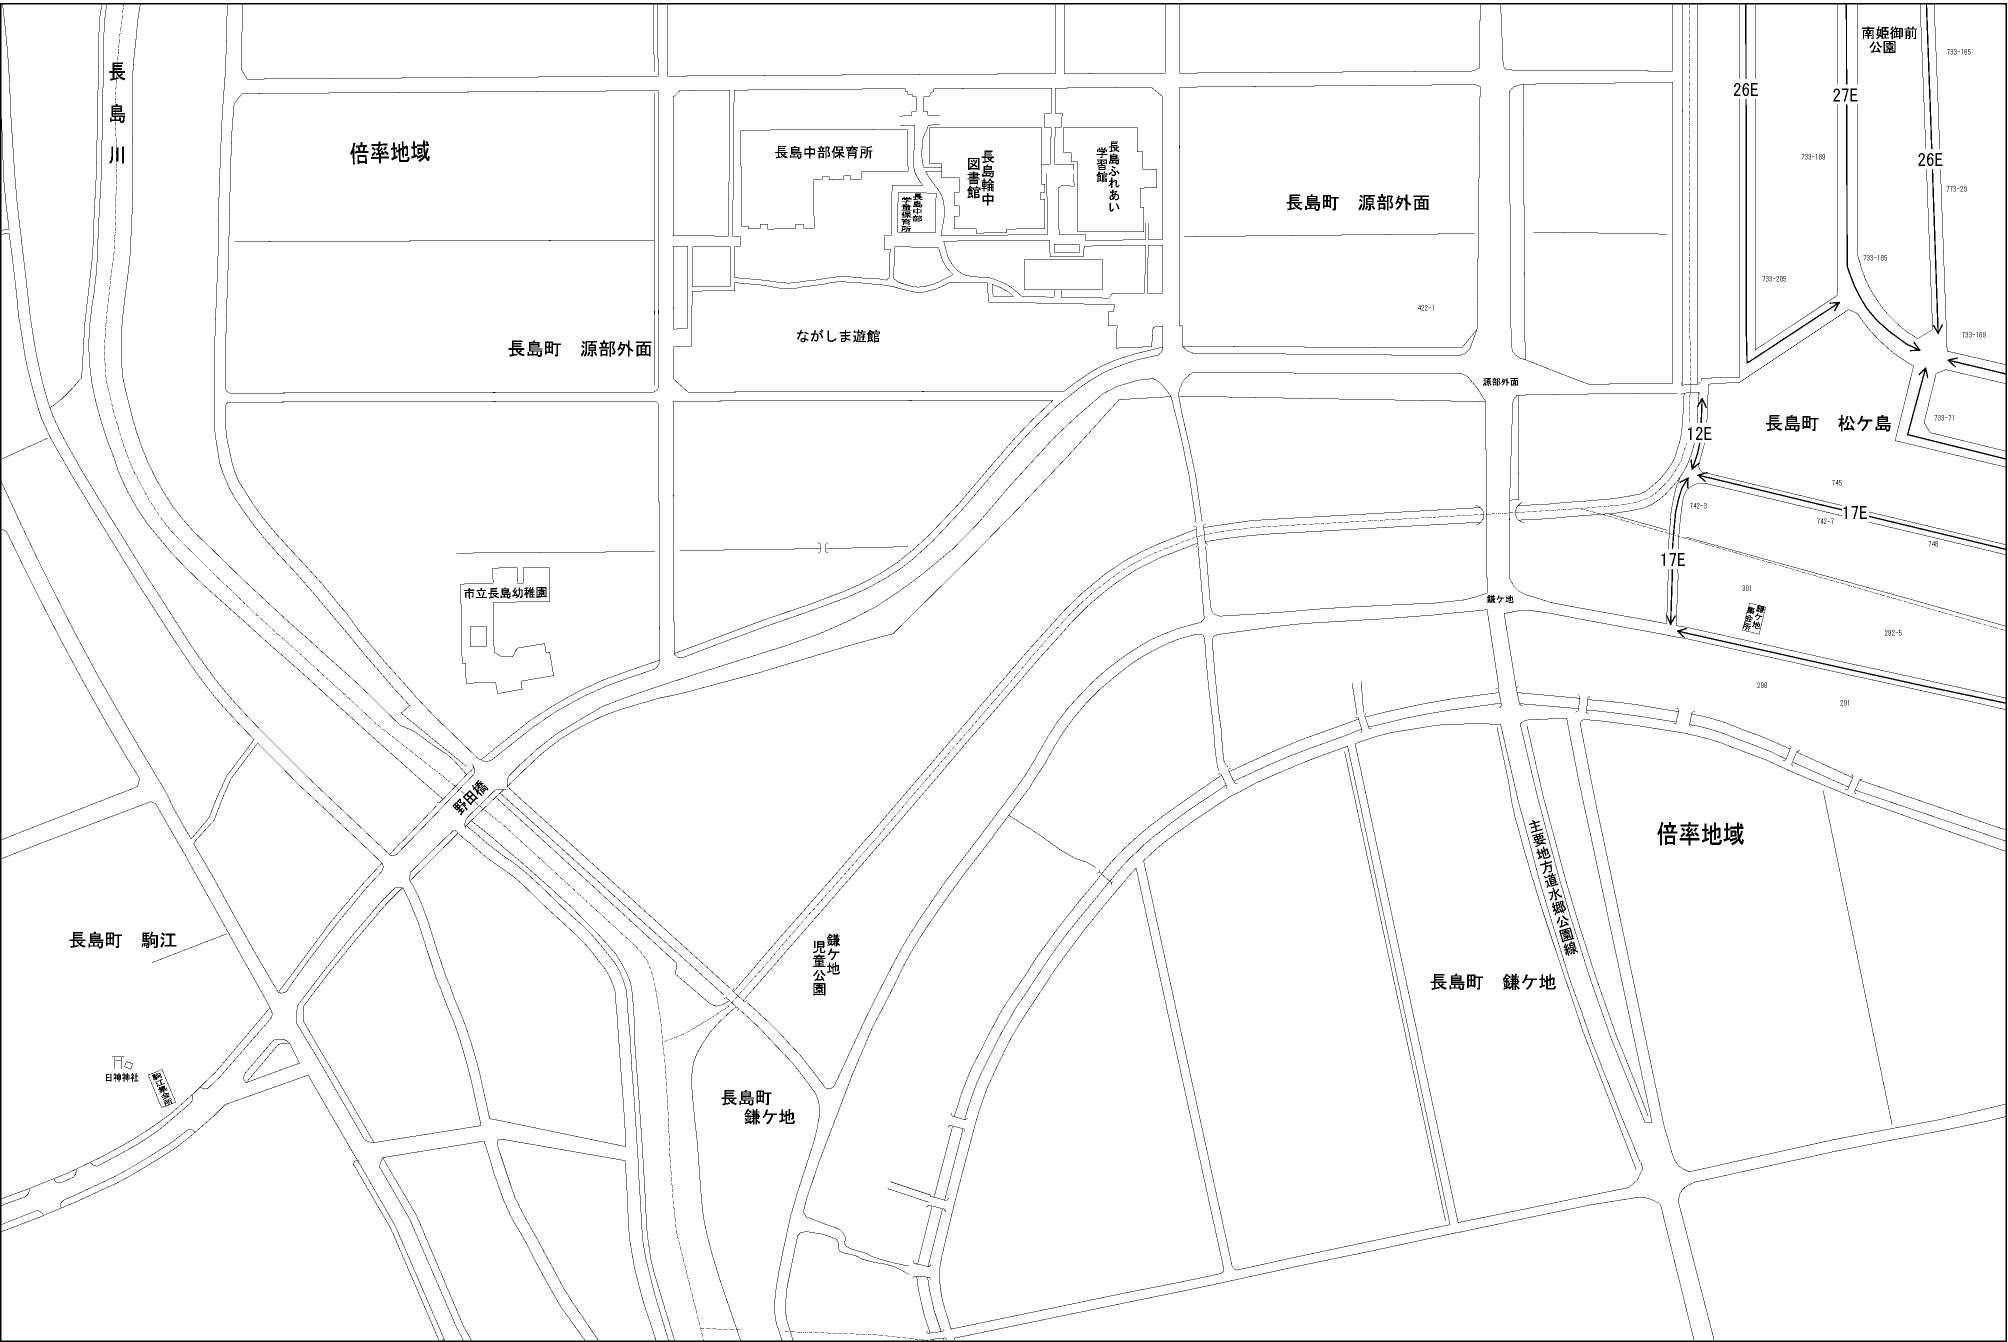 長島川
倍率地域
長島中部保育所
長島中部
学童保育所
長島輪中
図書館
長島ふれあい
学習館
長島町　源部外面
422-1
26E
27E
南姫御前
公園
733-165
26E
733-189
773-29
733-185
733-205
733-169
長島町　源部外面
ながしま遊館
源部外面
733-71
長島町　松ケ島
12E
745
742-3
17E
742-7
748
17E
市立長島幼稚園
鎌ケ地
301
鎌ケ地
集会所
292-5
298
291
野田橋
倍率地域
主要地方道水郷公園線
長島町　駒江
鎌ケ地
児童公園
長島町　鎌ケ地
日神神社
駒江集会所
長島町
鎌ケ地